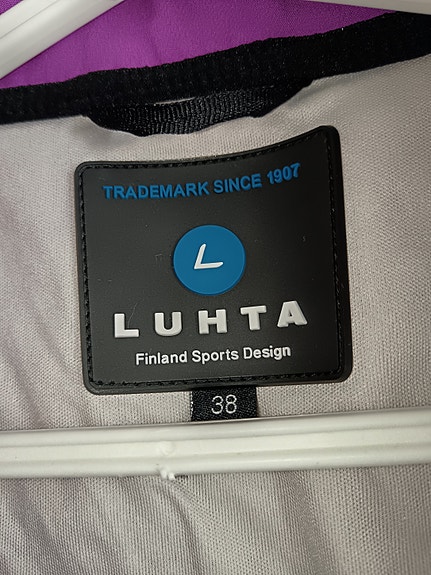 TRADEMARK SINCE 1907
L
LUHTA
Finland Sports Design
38